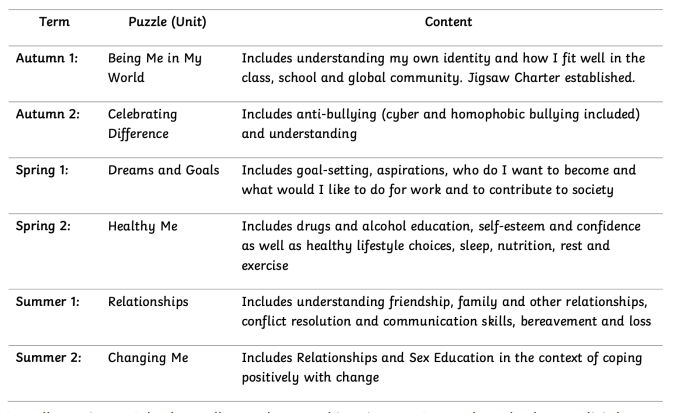 Term Puzzle (Unit) Content
Autumn 1: Being Me in My Includes understanding my own identity and how I fit well in the
World class, school and global community. Jigsaw Charter established.
Autumn 2: Celebrating Includes anti-bullying (cyber and homophobic bullying included)
Difference and understanding
Spring 1: Dreams and Goals Includes goal-setting, aspirations, who do I want to become and
what would I like to do for work and to contribute to society
Spring 2: Healthy Me Includes drugs and alcohol education, self-esteem and confidence
as well as healthy lifestyle choices, sleep, nutrition, rest and
exercise
Summer 1: Relationships Includes understanding friendship, family and other relationships,
conflict resolution and communication skills, bereavement and loss
Summer 2: Changing Me Includes Relationships and Sex Education in the context of coping
positively with change